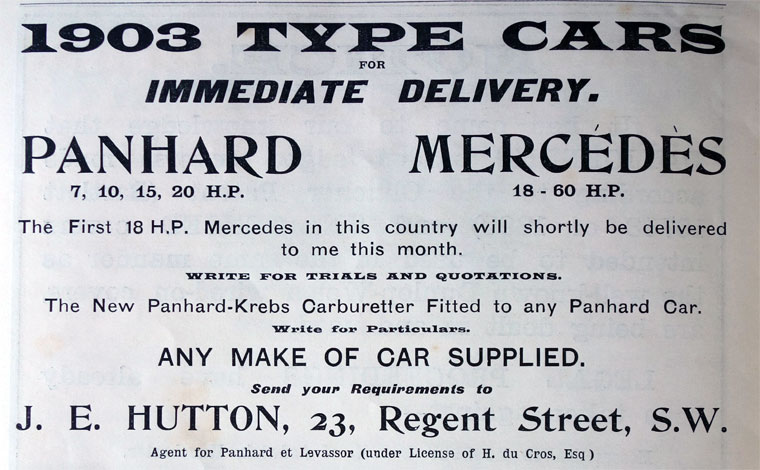 1903 TYPE CARS
FOR
IMMEDIATE DELIVERY.
PANHARD
7, 10, 15, 20 H.P.
MERCÉDÈS
18 - 60 H.P.
The First 18 H.P. Mercedes in this country will shortly be delivered
to me this month.
WRITE FOR TRIALS AND QUOTATIONS.
The New Panhard-Krebs Carburetter Fitted to any Panhard Car.
Write for Particulars.
ANY MAKE OF CAR SUPPLIED.
Send your Requirements to
J. E. HUTTON, 23, Regent Street, S.W.
Agent for Panhard et Levassor (under License of H. du Cros, Esq )